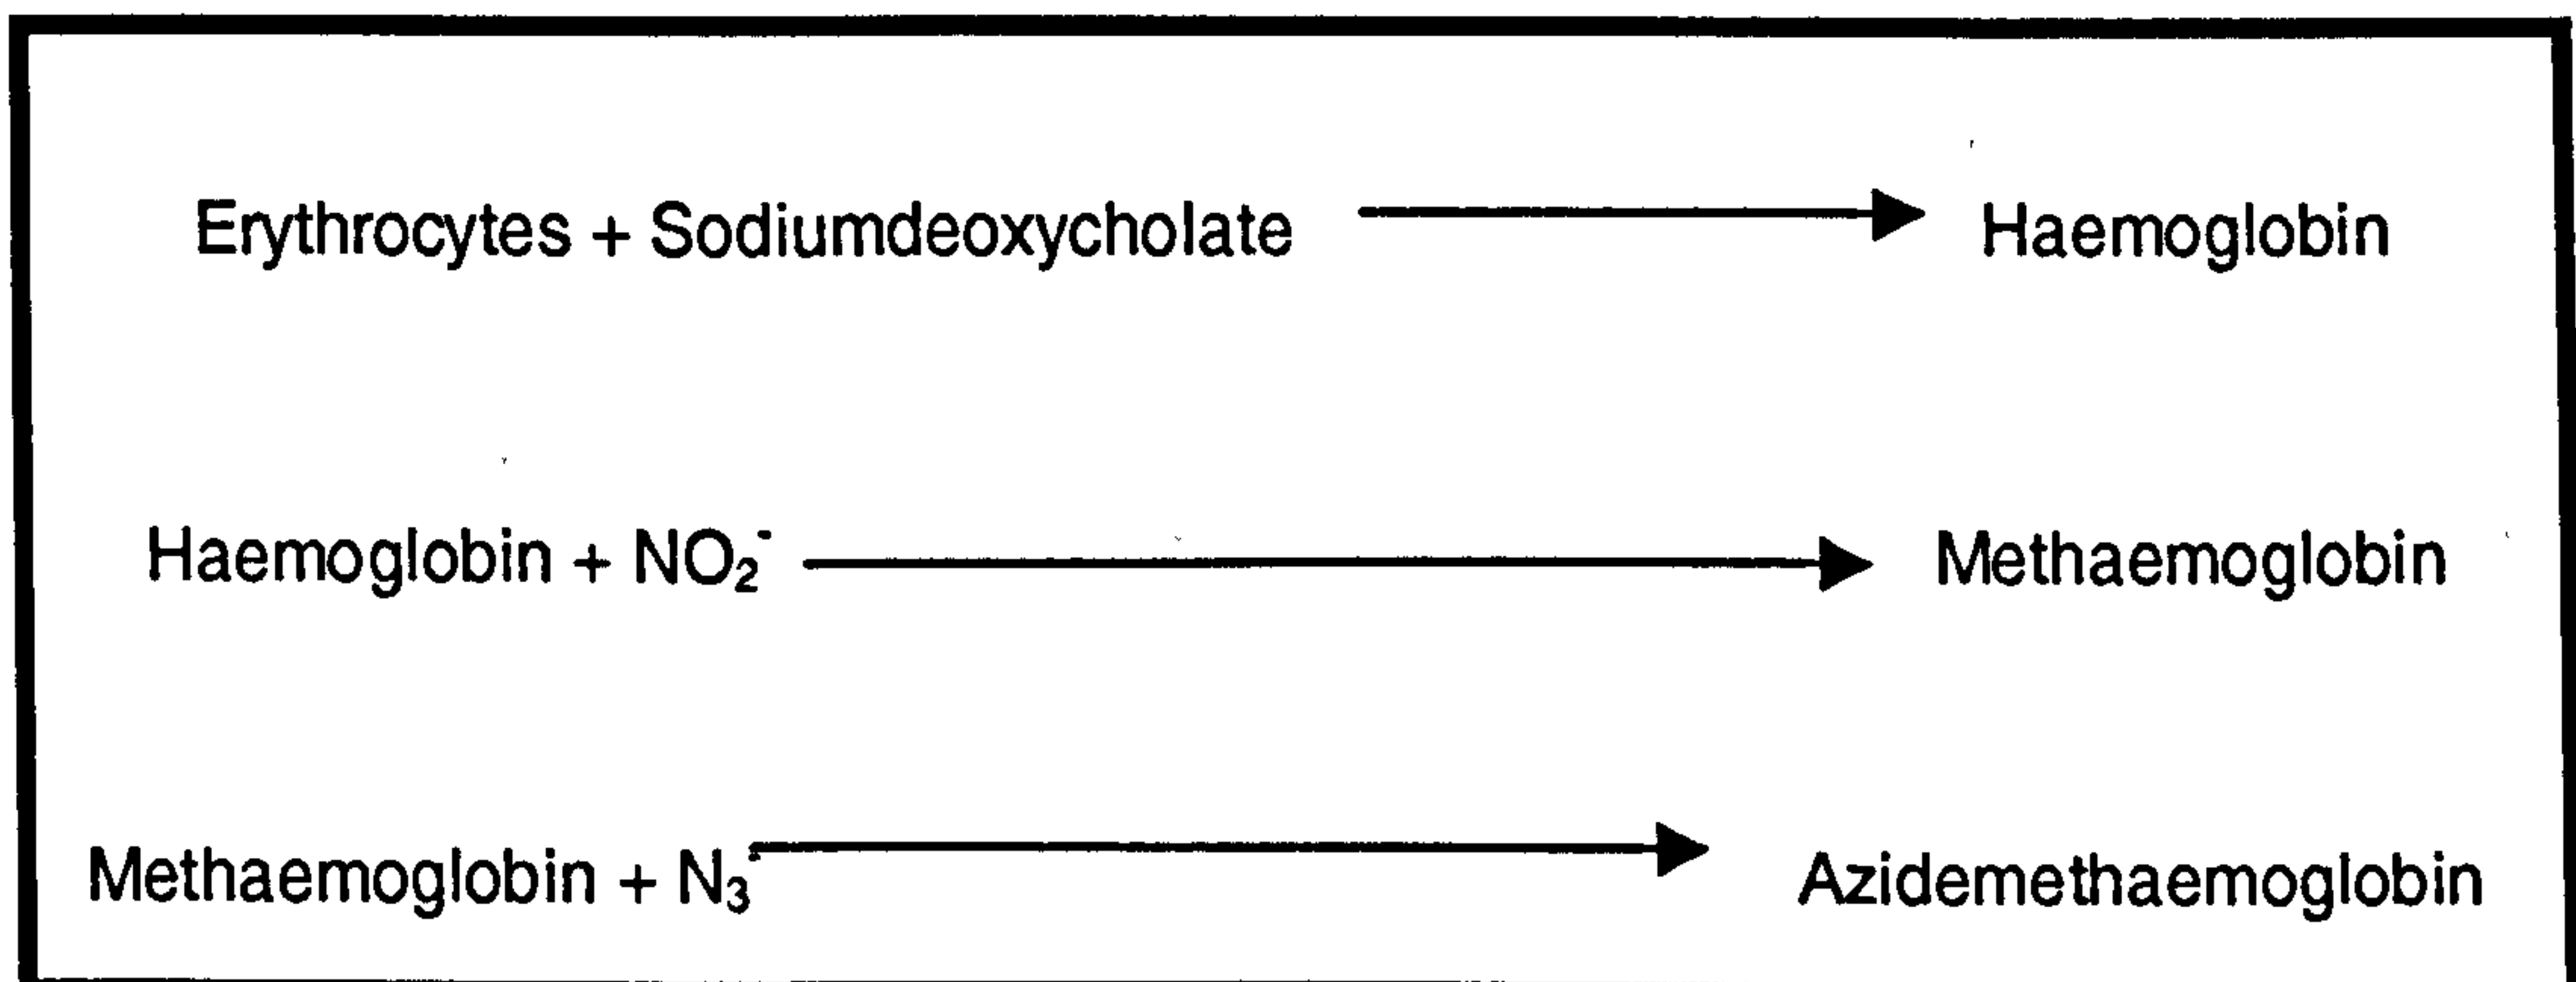 Erythrocytes + Sodiumdeoxycholate → Haemoglobin
Haemoglobin + NO₂⁻ → Methaemoglobin
Methaemoglobin + N₃⁻ → Azidemethaemoglobin